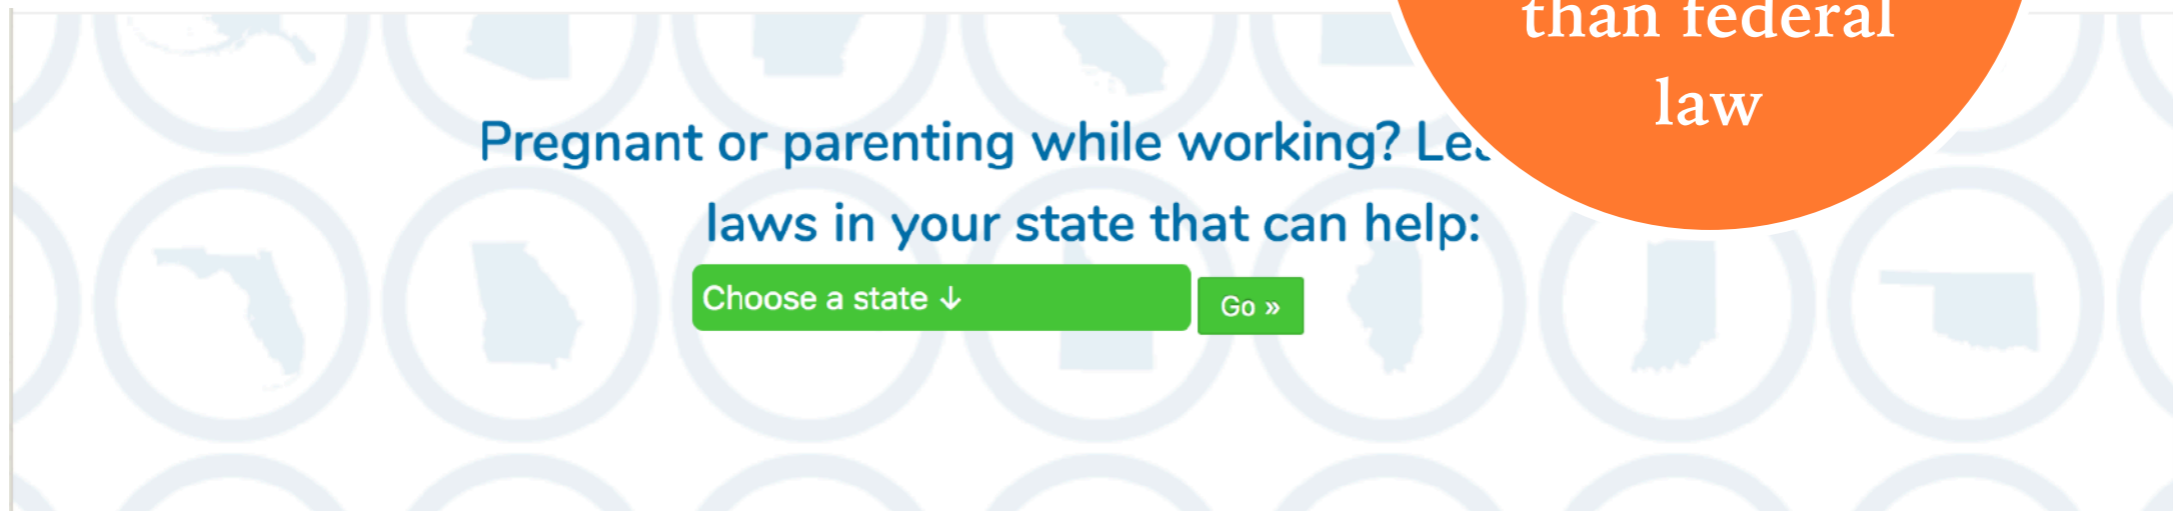 than federal
law
Pregnant or parenting while working?
laws in your state that can help:
Choose a state ↓
Go »